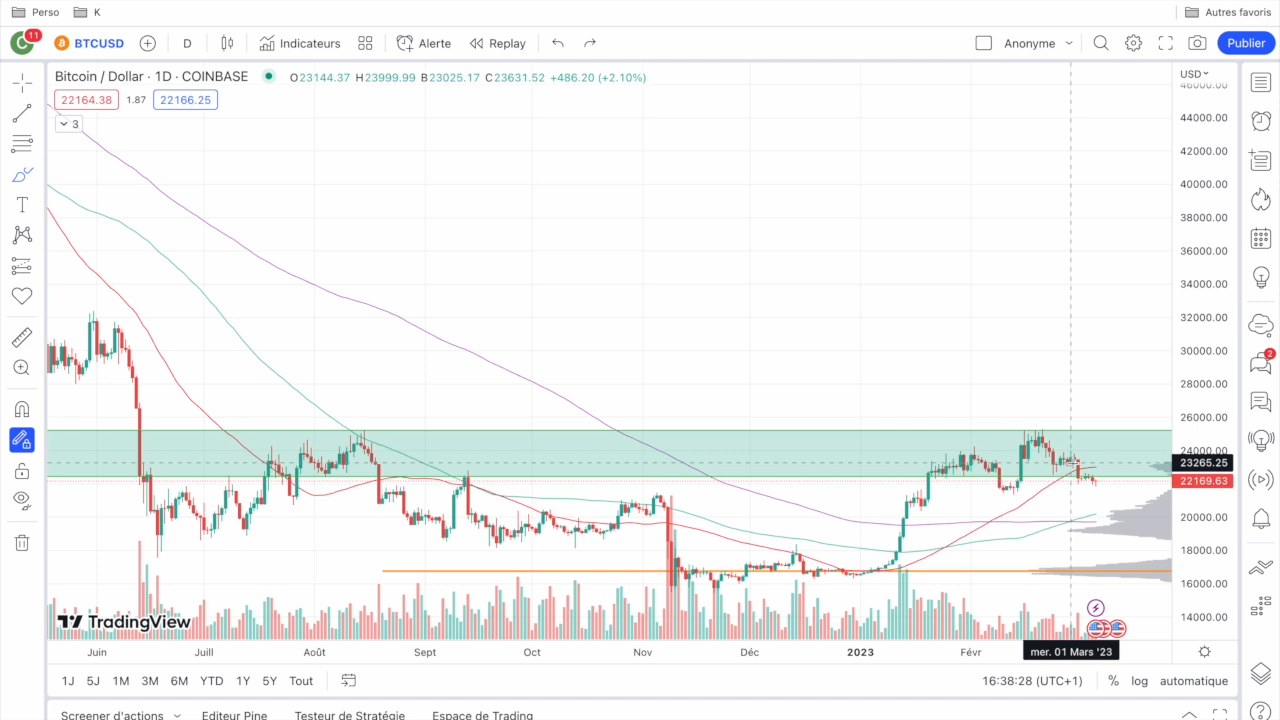 Perso K Autres favoris
C 11 BTCUSD D Indicateurs Alerte Replay Anonyme Publier
Bitcoin / Dollar · 1D · COINBASE O23144.37 H23999.99 B23025.17 C23631.52 +486.20 (+2.10%)
USD
46000.00
22164.38 1.87 22166.25
3
44000.00
42000.00
40000.00
38000.00
36000.00
34000.00
32000.00
30000.00
28000.00
26000.00
24000.00
23265.25
22169.63
20000.00
18000.00
16000.00
14000.00
2
TradingView
Juin Juill Août Sept Oct Nov Déc 2023 Févr mer. 01 Mars '23
1J 5J 1M 3M 6M YTD 1Y 5Y Tout 16:38:28 (UTC+1) % log automatique
Screener d'actions Editeur Pine Testeur de Stratégie Espace de Trading